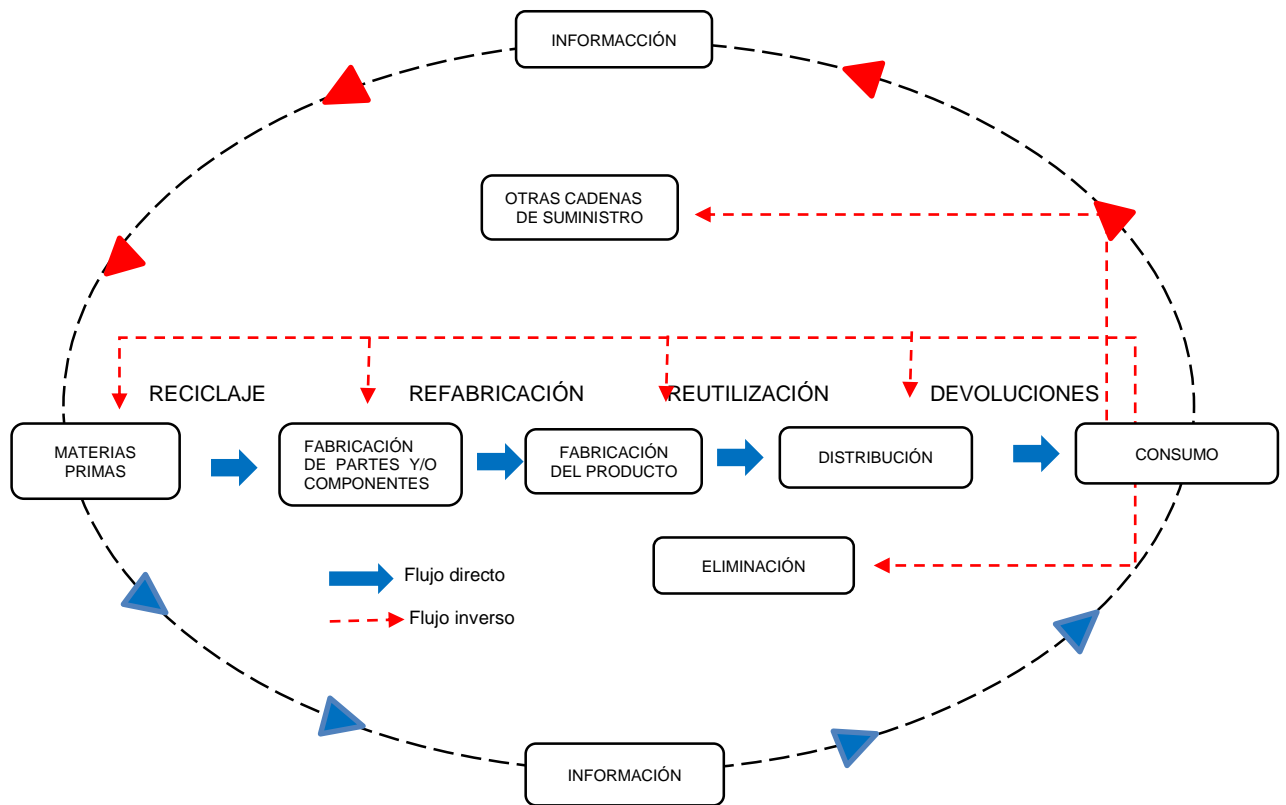 INFORMACCIÓN
OTRAS CADENAS
DE SUMINISTRO
RECICLAJE
REFABRICACIÓN
REUTILIZACIÓN
DEVOLUCIONES
MATERIAS
PRIMAS
FABRICACIÓN
DE PARTES Y/O
COMPONENTES
FABRICACIÓN
DEL PRODUCTO
DISTRIBUCIÓN
CONSUMO
ELIMINACIÓN
Flujo directo
Flujo inverso
INFORMACIÓN